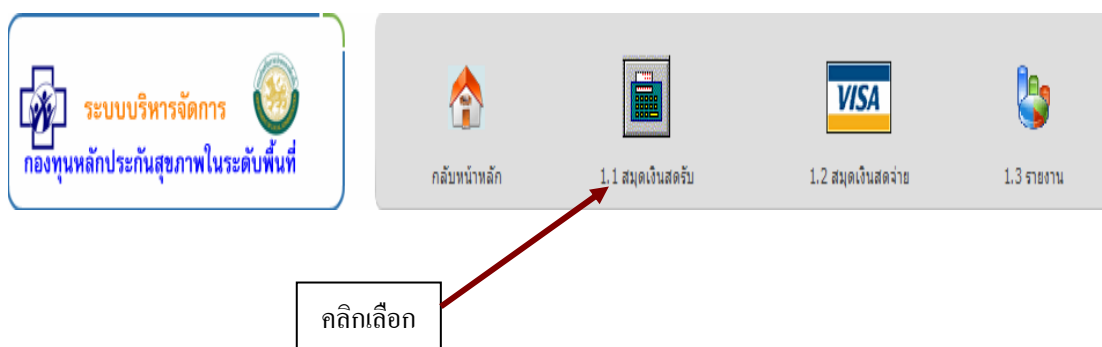 ระบบบริหารจัดการ
กองทุนหลักประกันสุขภาพในระดับพื้นที่
VISA
กลับหน้าหลัก
1.1 สมุดเงินสดรับ
1.2 สมุดเงินสดจ่าย
1.3 รายงาน
คลิกเลือก